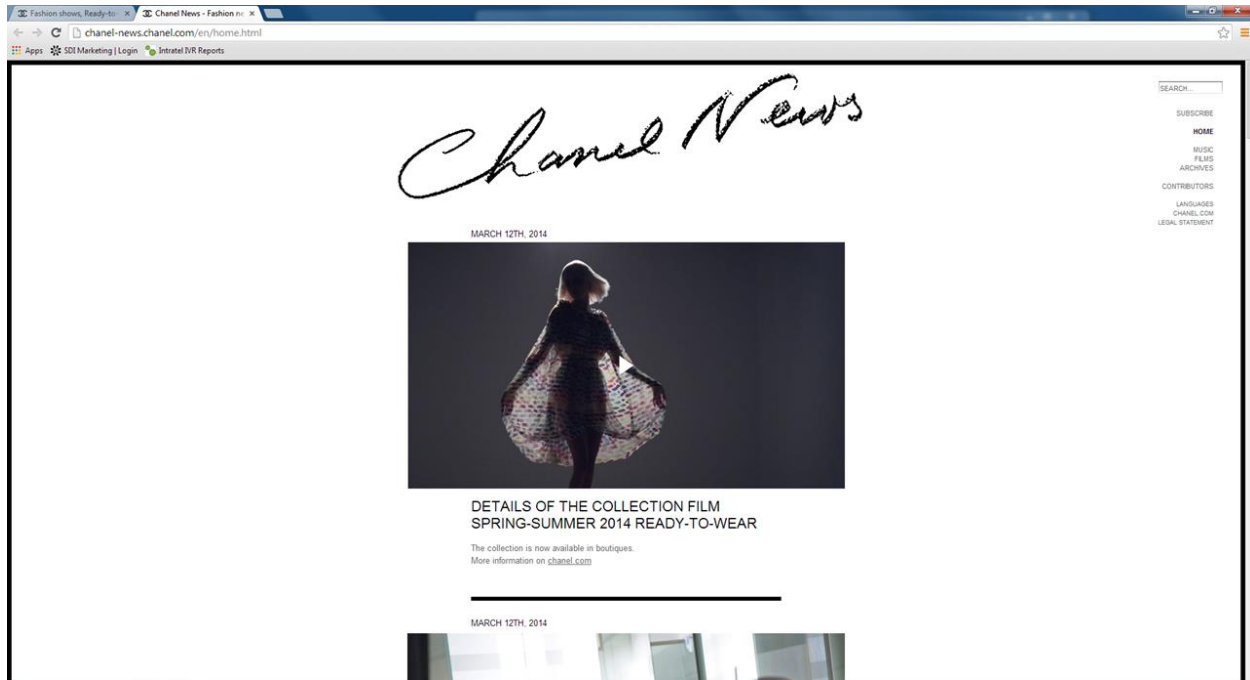 Fashion shows, Ready-to-
Chanel News - Fashion ne
chanel-news.chanel.com/en/home.html
Apps SDI Marketing | Login Intratel IVR Reports
Chanel News
SEARCH...
SUBSCRIBE
HOME
MUSIC
FILMS
ARCHIVES
CONTRIBUTORS
LANGUAGES
CHANEL.COM
LEGAL STATEMENT
MARCH 12TH, 2014
DETAILS OF THE COLLECTION FILM
SPRING-SUMMER 2014 READY-TO-WEAR
The collection is now available in boutiques.
More information on chanel.com
MARCH 12TH, 2014